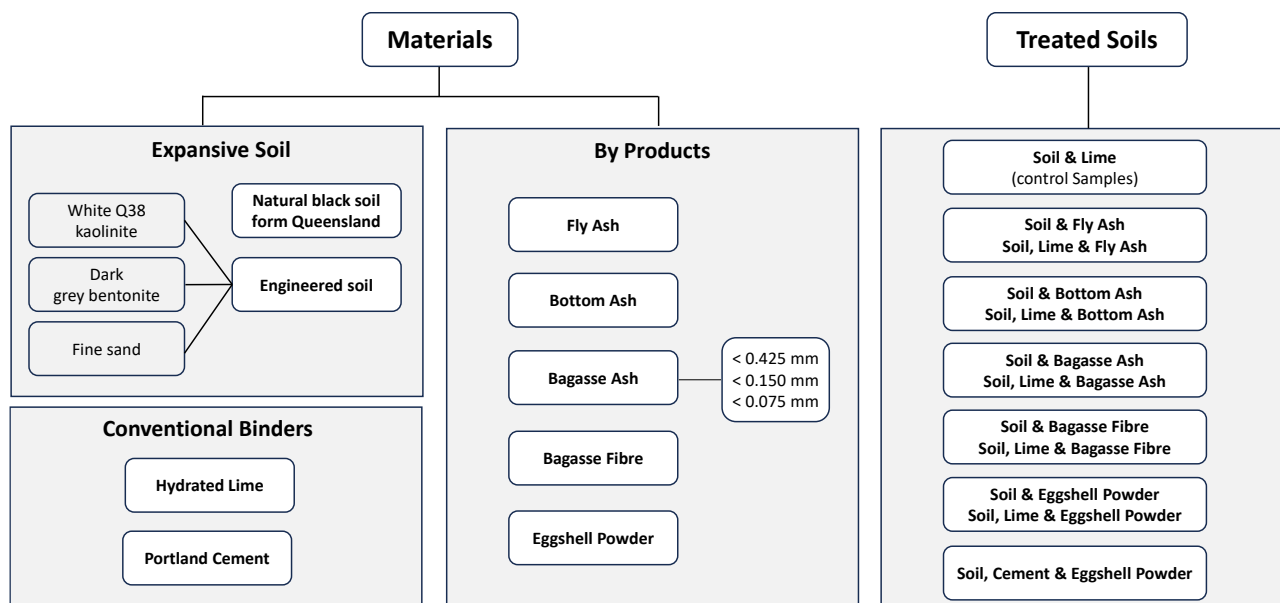 Materials
Treated Soils
Expansive Soil
White Q38
kaolinite
Dark
grey bentonite
Fine sand
Natural black soil
form Queensland
Engineered soil
Conventional Binders
Hydrated Lime
Portland Cement
By Products
Fly Ash
Bottom Ash
Bagasse Ash
< 0.425 mm
< 0.150 mm
< 0.075 mm
Bagasse Fibre
Eggshell Powder
Soil & Lime
(control Samples)
Soil & Fly Ash
Soil, Lime & Fly Ash
Soil & Bottom Ash
Soil, Lime & Bottom Ash
Soil & Bagasse Ash
Soil, Lime & Bagasse Ash
Soil & Bagasse Fibre
Soil, Lime & Bagasse Fibre
Soil & Eggshell Powder
Soil, Lime & Eggshell Powder
Soil, Cement & Eggshell Powder